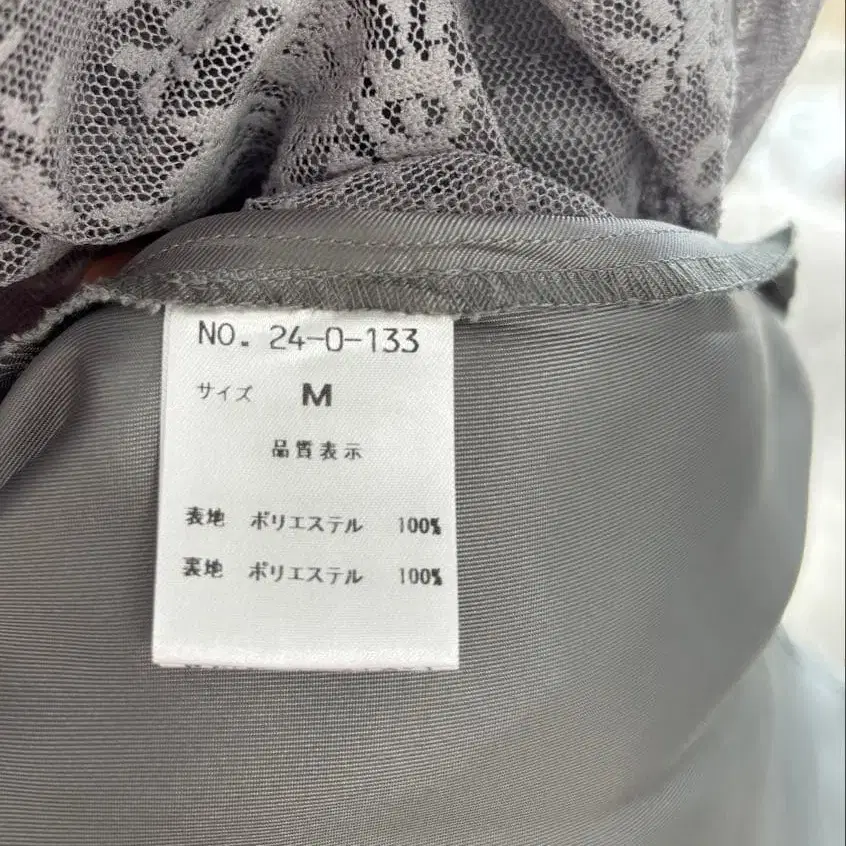 NO. 24-0-133
サイズ M
品質表示
表地 ポリエステル 100%
裏地 ポリエステル 100%